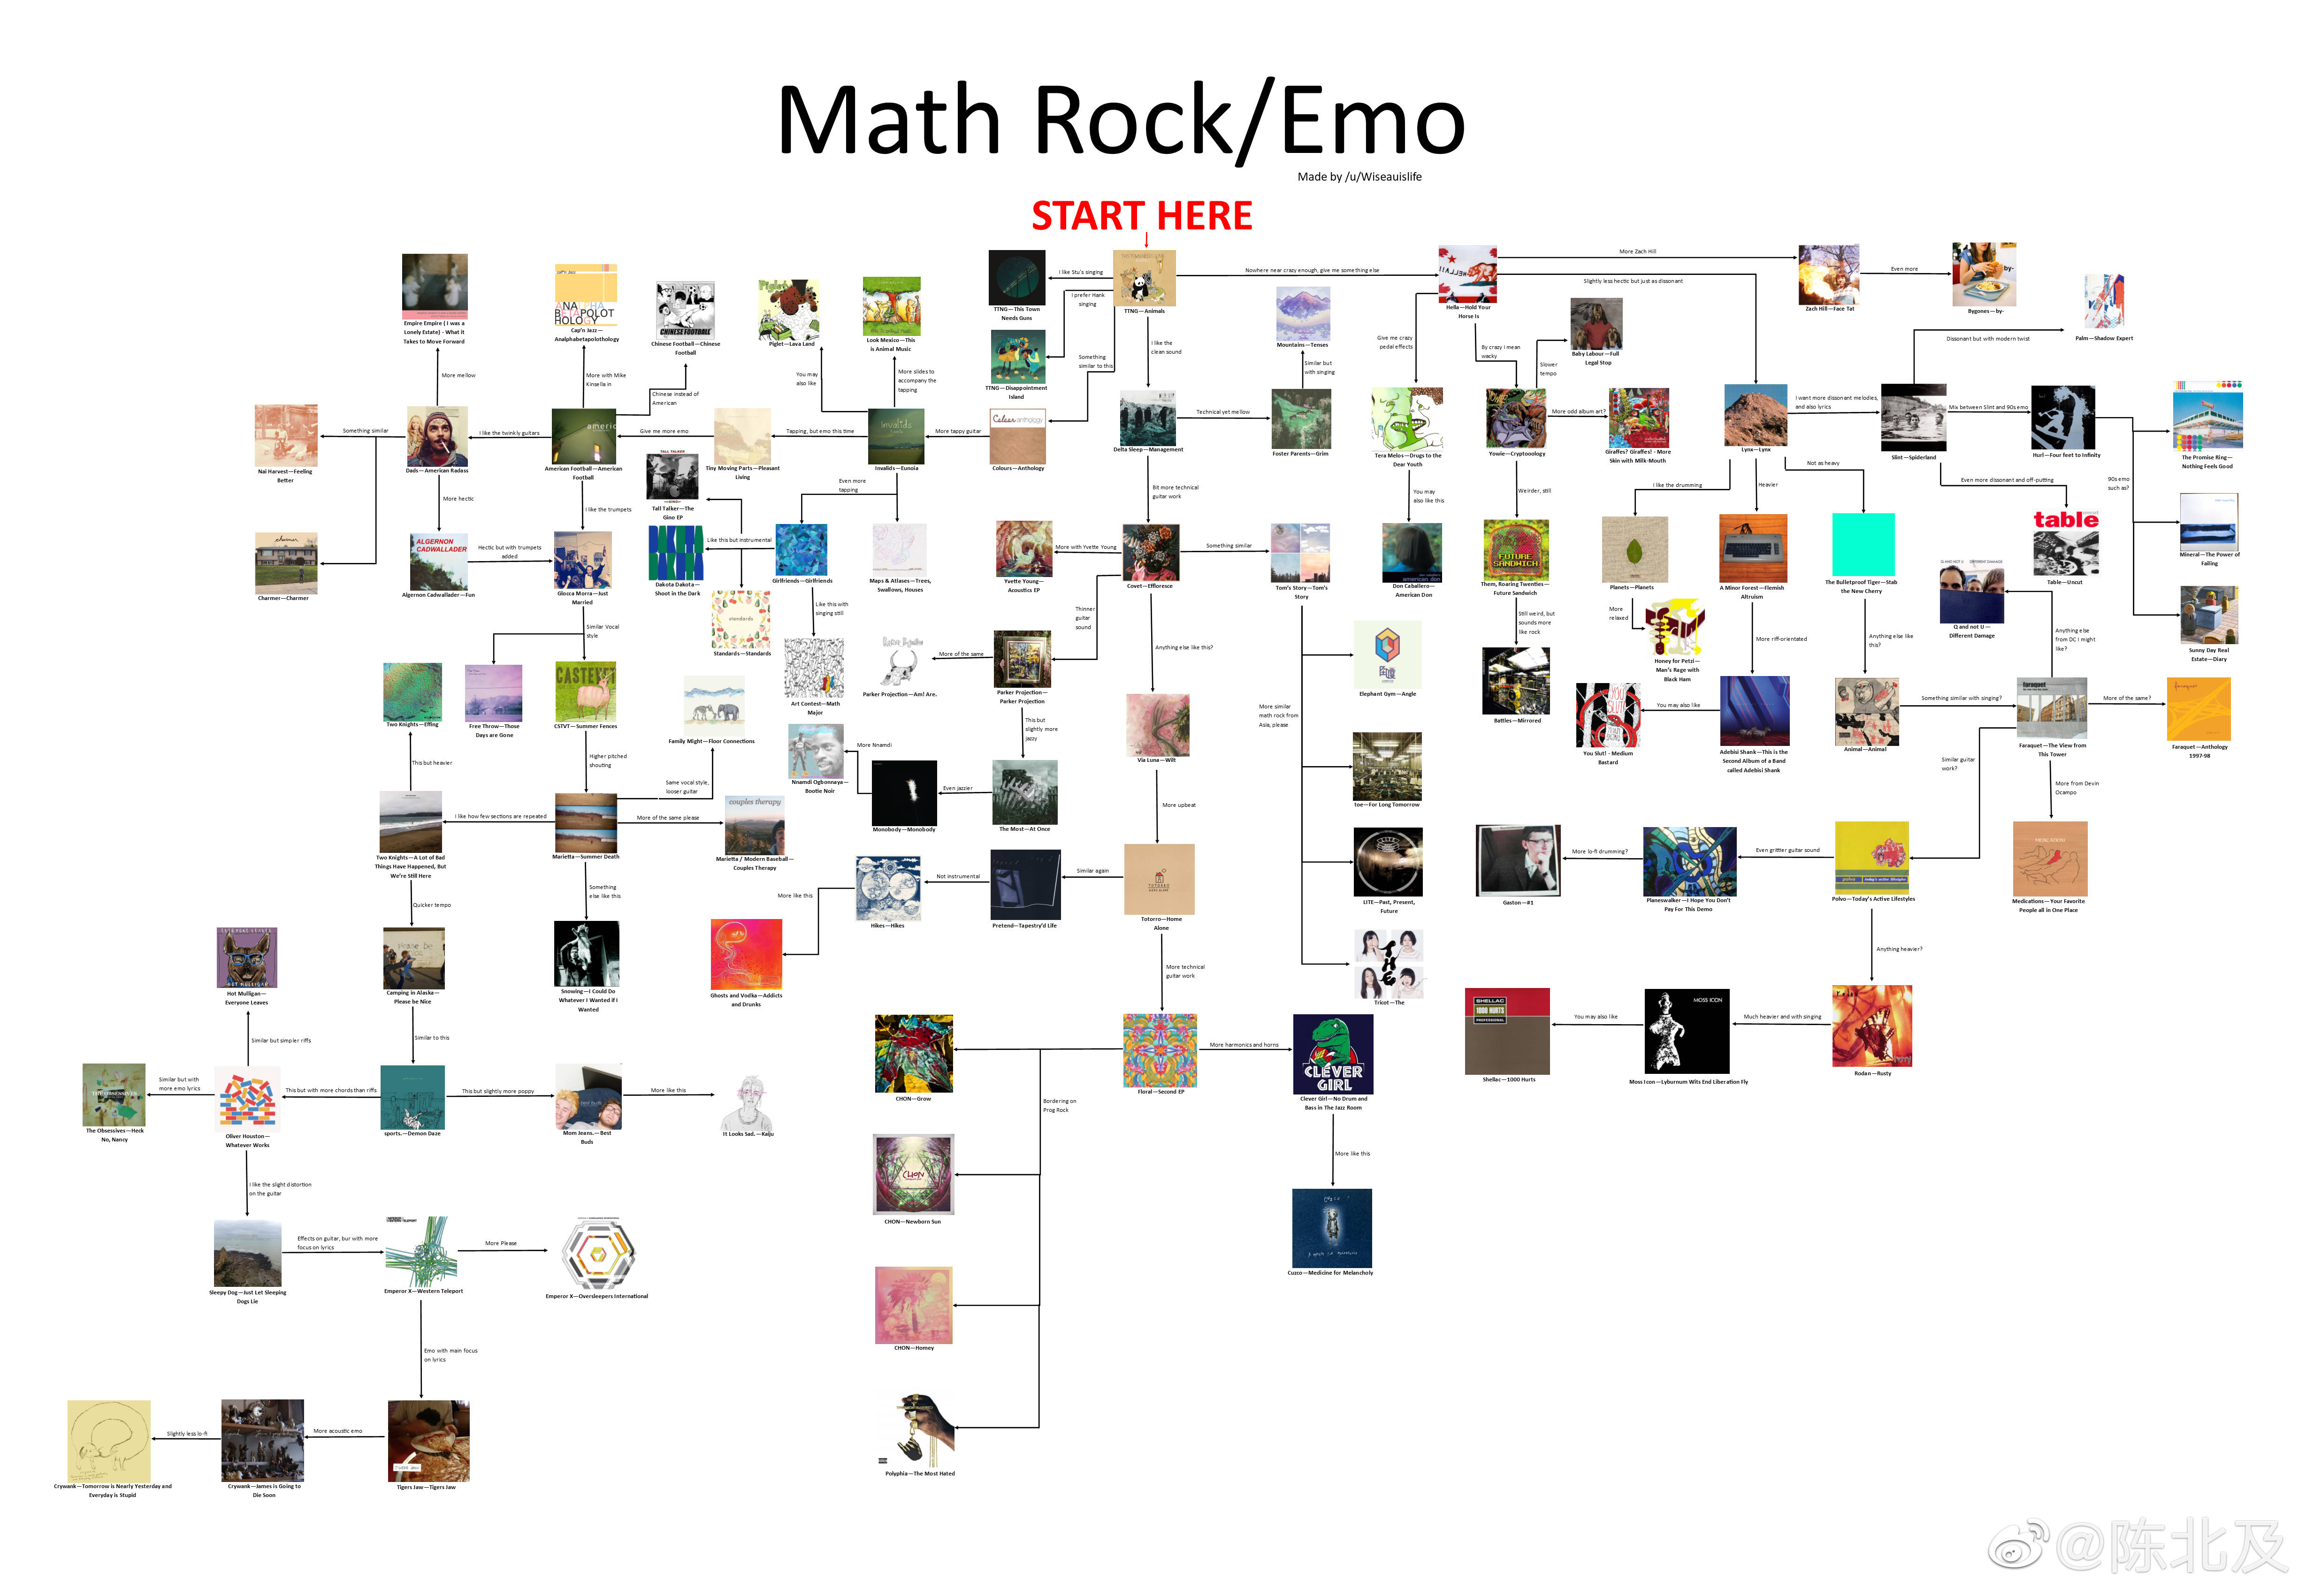 Math Rock/Emo
Made by /u/Wiseauislife
START HERE
I like Stu's singing
TTNG—This Town
Needs Guns
TTNG—Animals
I prefer Hank
singing
TTNG—Disappointment
Island
Something
similar to this
I like the
clean sound
Nowhere near crazy enough, give me something else
Hella—Hold Your
Horse Is
More Zach Hill
Zach Hill—Face Tat
Even more
by-
Bygones—by-
Slightly less hectic but just as dissonant
Give me crazy
pedal effects
By crazy I mean
wacky
Slower
tempo
Baby Labour—Full
Legal Stop
Dissonant but with modern twist
Palm—Shadow Expert
Mountains—Tenses
Similar but
with singing
Empire Empire ( I was a
Lonely Estate) - What it
Takes to Move Forward
More mellow
Cap'n Jazz—
Analphabetapolothology
More with Mike
Kinsella in
CHINESE FOOTBALL
Chinese Football—Chinese
Football
Chinese instead of
American
Piglet
Piglet—Lava Land
You may
also like
Look Mexico—This
is Animal Music
More slides to
accompany the
tapping
Nai Harvest—Feeling
Better
Something similar
Dads—American Radass
I like the twinkly guitars
American Football—American
Football
Give me more emo
Tiny Moving Parts—Pleasant
Living
Tapping, but emo this time
invalids
Invalids—Eunoia
More tappy guitar
Colours—Anthology
Delta Sleep—Management
Technical yet mellow
Foster Parents—Grim
Tera Melos—Drugs to the
Dear Youth
Yowie—Cryptooology
More odd album art?
Giraffes? Giraffes! - More
Skin with Milk-Mouth
Lynx—Lynx
I want more dissonant melodies,
and also lyrics
Slint—Spiderland
Mix between Slint and 90s emo
Hurl—Four feet to Infinity
The Promise Ring—
Nothing Feels Good
90s emo
such as?
Mineral—The Power of
Failing
Sunny Day Real
Estate—Diary
charmer
Charmer—Charmer
More hectic
ALGERNON
CADWALLADER
Algernon Cadwallader—Fun
Hectic but with trumpets
added
I like the trumpets
Glocca Morra—Just
Married
TALL TALKER
Tall Talker—The
Gino EP
Dakota Dakota—
Shoot in the Dark
Like this but instrumental
standards
Standards—Standards
Even more
tapping
Girlfriends—Girlfriends
Maps & Atlases—Trees,
Swallows, Houses
Like this with
singing still
Art Contest—Math
Major
Bit more technical
guitar work
Covet—Effloresce
More with Yvette Young
Yvette Young—
Acoustics EP
Something similar
Tom's Story—Tom's
Story
You may
also like this
american don
Don Caballero—
American Don
Weirder, still
FUTURE
SANDWICH
Them, Roaring Twenties—
Future Sandwich
Still weird, but
sounds more
like rock
Battles—Mirrored
I like the drumming
Planets—Planets
More
relaxed
Honey for Petzi—
Man's Rage with
Black Ham
Heavier
A Minor Forest—Flemish
Altruism
More riff-orientated
Adebisi Shank—This is the
Second Album of a Band
called Adebisi Shank
You may also like
YOU
SLUT!
You Slut! - Medium
Bastard
Not as heavy
The Bulletproof Tiger—Stab
the New Cherry
Anything else like
this?
Animal—Animal
Something similar with singing?
Even more dissonant and off-putting
table
Table—Uncut
Q and not U—
Different Damage
Anything else
from DC I might
like?
faraquet
Faraquet—The View from
This Tower
More of the same?
Faraquet—Anthology
1997-98
More from Devin
Ocampo
Medications—Your Favorite
People all in One Place
Similar guitar
work?
Polvo—Today's Active Lifestyles
Even grittier guitar sound
Planeswalker—I Hope You Don't
Pay For This Demo
More lo-fi drumming?
Gaston—#1
Anything heavier?
Rodan—Rusty
Much heavier and with singing
MOSS ICON
Moss Icon—Lyburnum Wits End Liberation Fly
You may also like
SHELLAC
1000 HURTS
Shellac—1000 Hurts
Thinner
guitar
sound
Parker Projection—
Parker Projection
More of the same
Parker Projection—Am! Are.
This but
slightly more
jazzy
The Most—At Once
Even jazzier
Monobody—Monobody
More Nnamdi
Nnamdi Ogbonnaya—
Bootie Noir
Anything else like this?
Via Luna—Wilt
More upbeat
TOTORRO
Totorro—Home
Alone
Similar again
Pretend—Tapestry'd Life
Not instrumental
Hikes—Hikes
More like this
Ghosts and Vodka—Addicts
and Drunks
More similar
math rock from
Asia, please
Elephant Gym—Angle
toe—For Long Tomorrow
LITE—Past, Present,
Future
THE
Tricot—The
Similar Vocal
style
Free Throw—Those
Days are Gone
CASTEVET
CSTVT—Summer Fences
Higher pitched
shouting
Marietta—Summer Death
Same vocal style,
looser guitar
Family Might—Floor Connections
More of the same please
couples therapy
Marietta / Modern Baseball—
Couples Therapy
Something
else like this
Snowing—I Could Do
Whatever I Wanted if I
Wanted
I like how few sections are repeated
Two Knights—A Lot of Bad
Things Have Happened, But
We're Still Here
This but heavier
Two Knights—Effing
Quicker tempo
Camping in Alaska—
Please be Nice
Similar to this
sports.—Demon Daze
This but slightly more poppy
Mom Jeans.—Best
Buds
More like this
It Looks Sad.—Kaiju
This but with more chords than riffs
Oliver Houston—
Whatever Works
Similar but simpler riffs
HOT MULLIGAN
Hot Mulligan—
Everyone Leaves
Similar but with
more emo lyrics
The Obsessives—Heck
No, Nancy
I like the slight distortion
on the guitar
Sleepy Dog—Just Let Sleeping
Dogs Lie
Effects on guitar, bur with more
focus on lyrics
Emperor X—Western Teleport
More Please
Emperor X—Oversleepers International
Emo with main focus
on lyrics
Tigers Jaw—Tigers Jaw
More acoustic emo
Crywank—James is Going to
Die Soon
Slightly less lo-fi
Crywank—Tomorrow is Nearly Yesterday and
Everyday is Stupid
More technical
guitar work
Floral—Second EP
More harmonics and horns
CLEVER
GIRL
Clever Girl—No Drum and
Bass in The Jazz Room
More like this
Cuzco—Medicine for Melancholy
Bordering on
Prog Rock
CHON—Grow
CHON
CHON—Newborn Sun
CHON—Homey
Polyphia—The Most Hated
@陈北及